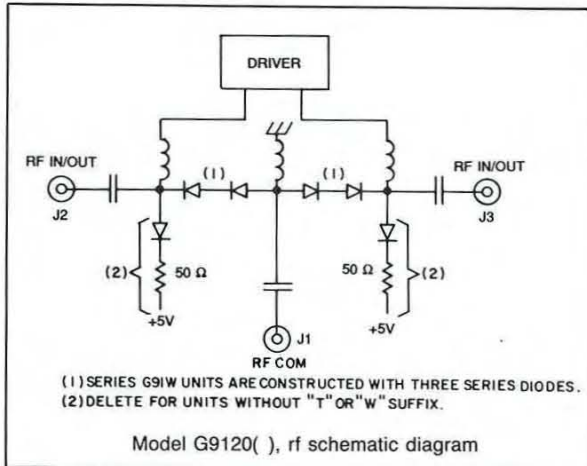 DRIVER
RF IN/OUT
(1)
(1)
RF IN/OUT
J2
J3
(2)
50 Ω
50 Ω
(2)
+5V
+5V
J1
RF COM
(1) SERIES G91W UNITS ARE CONSTRUCTED WITH THREE SERIES DIODES.
(2) DELETE FOR UNITS WITHOUT "T" OR "W" SUFFIX.
Model G9120( ), rf schematic diagram